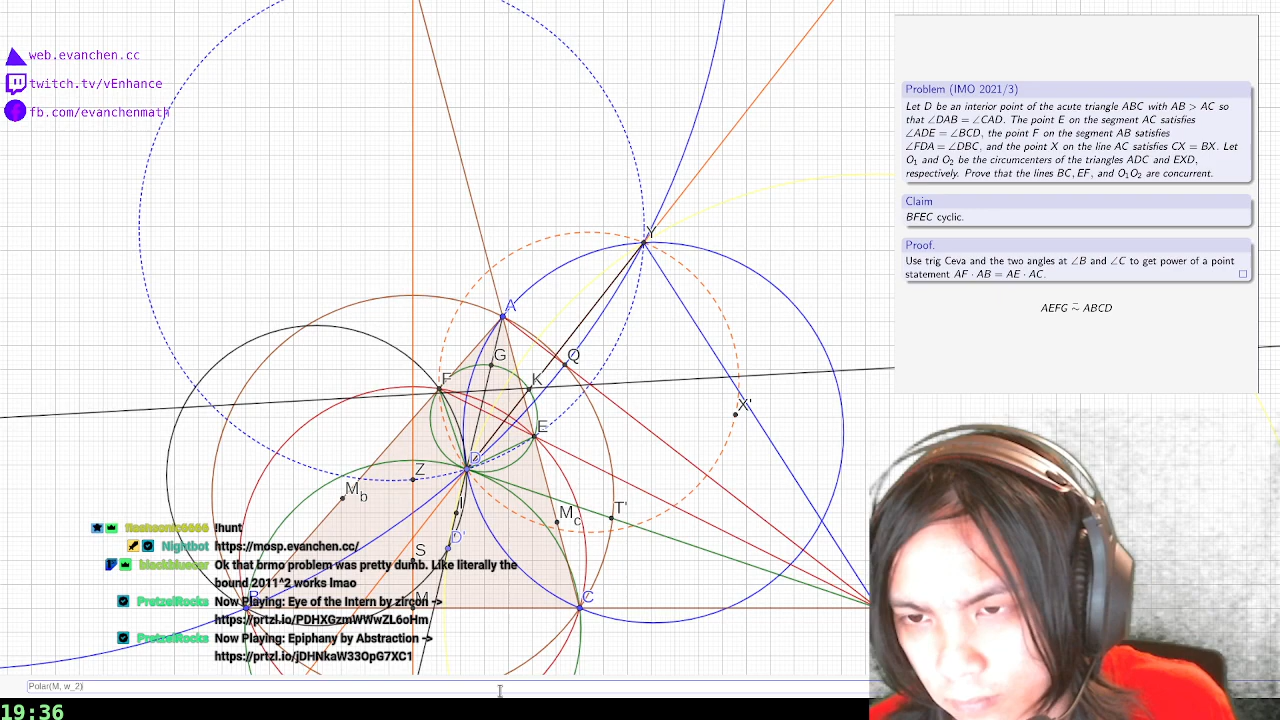 web.evanchen.cc
twitch.tv/vEnhance
fb.com/evanchenmath
Problem (IMO 2021/3)
Let D be an interior point of the acute triangle ABC with AB > AC so
that ∠DAB = ∠CAD. The point E on the segment AC satisfies
∠ADE = ∠BCD, the point F on the segment AB satisfies
∠FDA = ∠DBC, and the point X on the line AC satisfies CX = BX. Let
O₁ and O₂ be the circumcenters of the triangles ADC and EXD,
respectively. Prove that the lines BC, EF, and O₁O₂ are concurrent.
Claim
BFEC cyclic.
Proof.
Use trig Ceva and the two angles at ∠B and ∠C to get power of a point
statement AF · AB = AE · AC.
AEFG ∼ ABCD
Y
A
G
Q
F
K
X'
E
D
Z
M_b
I
M_c
T'
D'
S
B
M
C
!hunt
Nightbot https://mosp.evanchen.cc/
Ok that brmo problem was pretty dumb. Like literally the
bound 2011^2 works lmao
PretzelRocks Now Playing: Eye of the Intern by zircon ->
https://prtzl.io/PDHXGzmWWwZL6oHm
PretzelRocks Now Playing: Epiphany by Abstraction ->
https://prtzl.io/jDHNkaW33OpG7XC1
Polar(M, w_2)
19:36